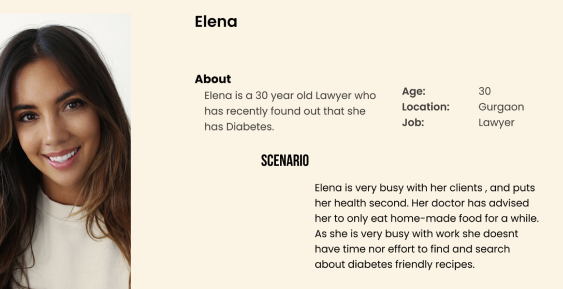 Elena
About
Elena is a 30 year old Lawyer who
has recently found out that she
has Diabetes.
Age: 30
Location: Gurgaon
Job: Lawyer
SCENARIO
Elena is very busy with her clients , and puts
her health second. Her doctor has advised
her to only eat home-made food for a while.
As she is very busy with work she doesnt
have time nor effort to find and search
about diabetes friendly recipes.